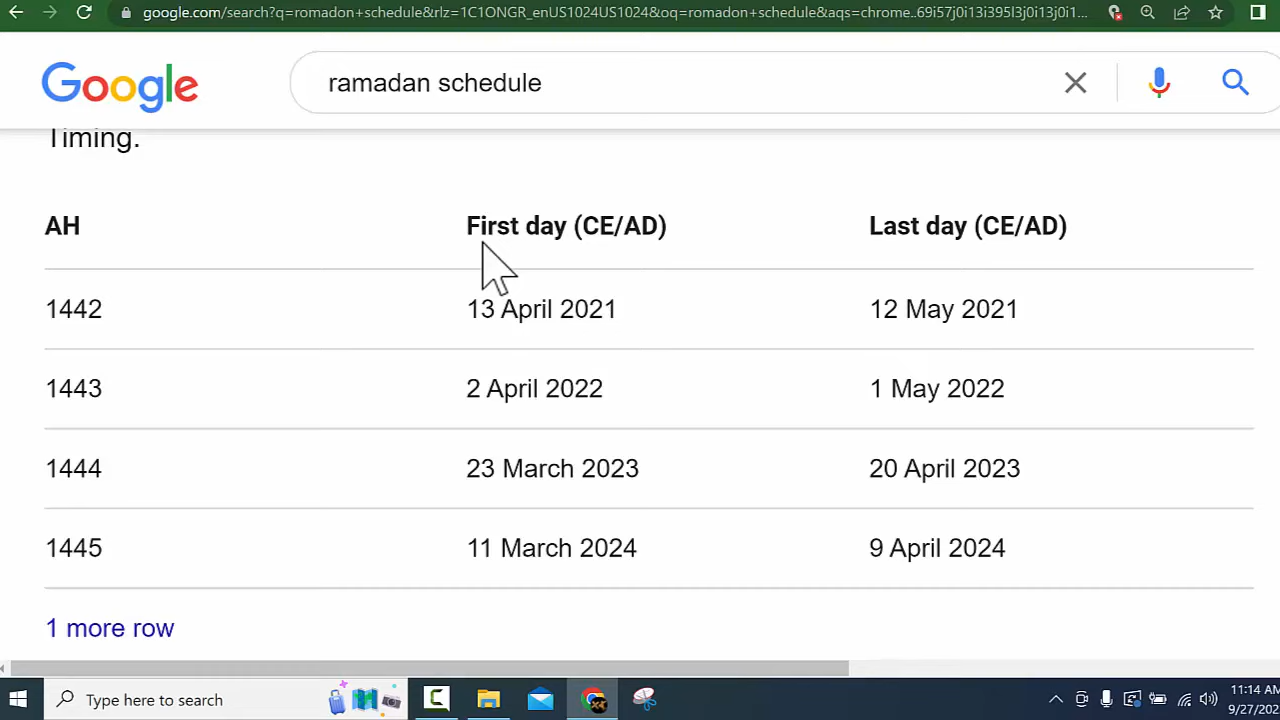 google.com/search?q=romadon+schedule&rlz=1C1ONGR_enUS1024US1024&oq=romadon+schedule&aqs=chrome..69i57j0i13i395l3j0i13j0i1...
Google
ramadan schedule
Timing.
AH First day (CE/AD) Last day (CE/AD)
1442 13 April 2021 12 May 2021
1443 2 April 2022 1 May 2022
1444 23 March 2023 20 April 2023
1445 11 March 2024 9 April 2024
1 more row
Type here to search
11:14 AM
9/27/202